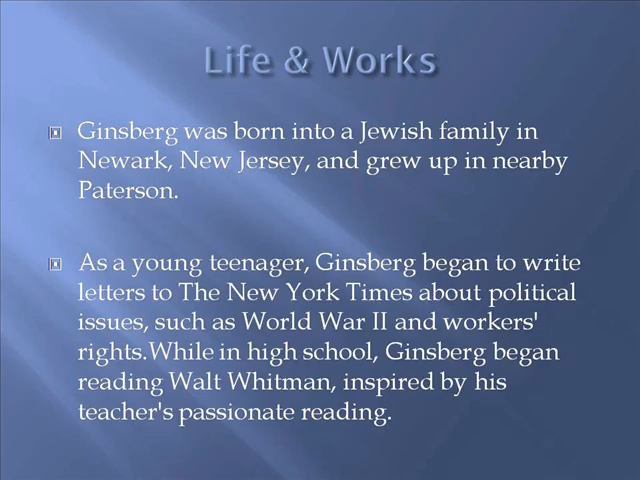 Life & Works
Ginsberg was born into a Jewish family in
Newark, New Jersey, and grew up in nearby
Paterson.
As a young teenager, Ginsberg began to write
letters to The New York Times about political
issues, such as World War II and workers'
rights.While in high school, Ginsberg began
reading Walt Whitman, inspired by his
teacher's passionate reading.